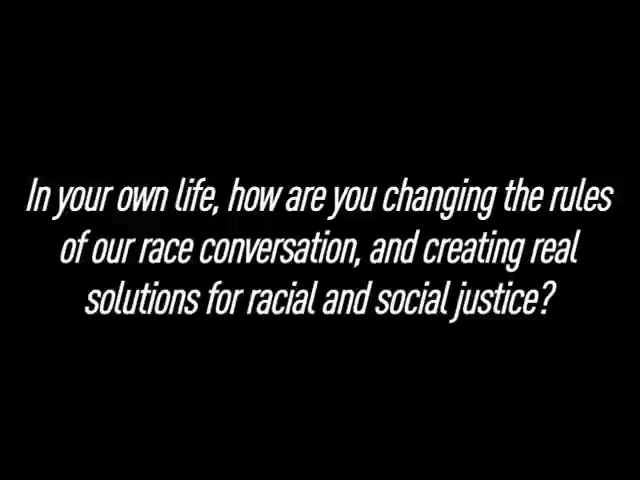 In your own life, how are you changing the rules
of our race conversation, and creating real
solutions for racial and social justice?